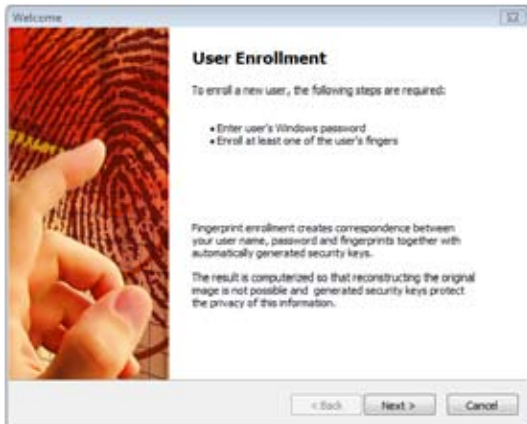 Welcome
User Enrollment
To enroll a new user, the following steps are required:
• Enter user's Windows password
• Enroll at least one of the user's fingers
Fingerprint enrollment creates correspondence between
your user name, password and fingerprints together with
automatically generated security keys.
The result is computerized so that reconstructing the original
image is not possible and generated security keys protect
the privacy of this information.
< Back Next > Cancel